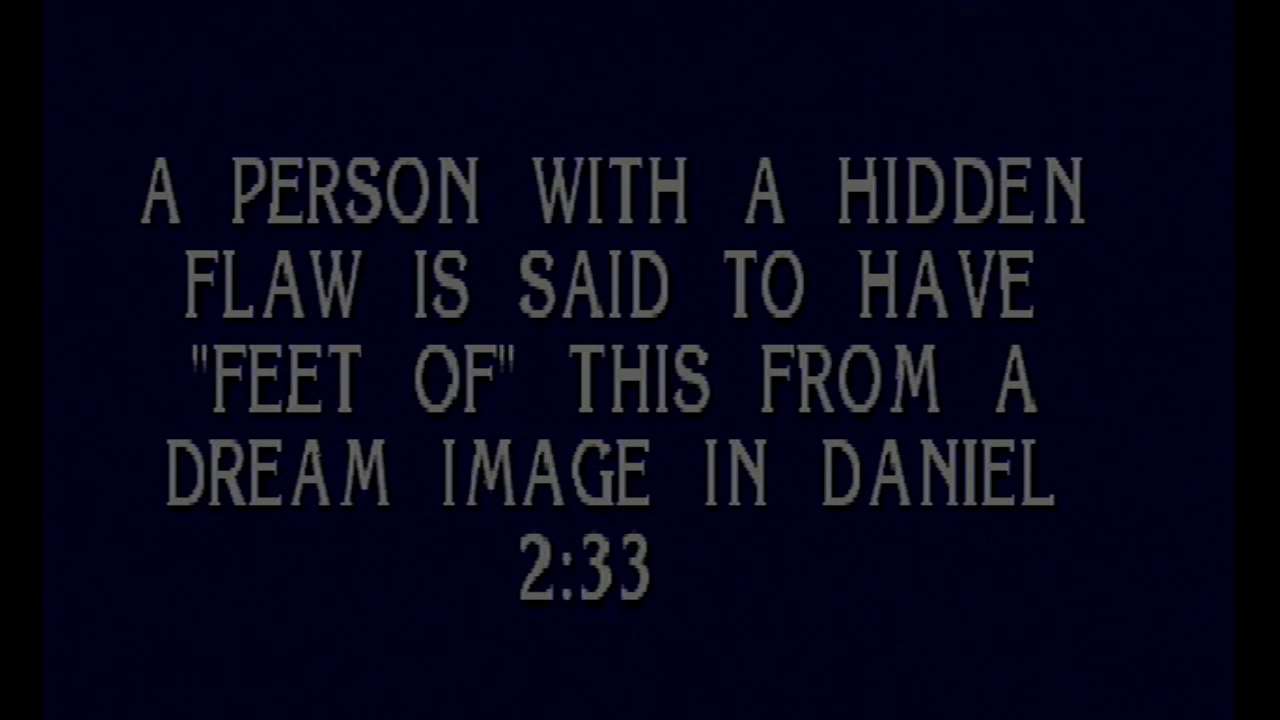 A PERSON WITH A HIDDEN
FLAW IS SAID TO HAVE
"FEET OF" THIS FROM A
DREAM IMAGE IN DANIEL
2:33